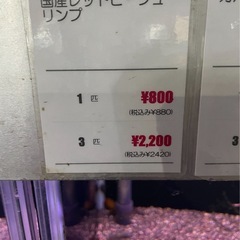 国産レッドビーシュ
リンプ
1 匹 ¥800
(税込み¥880)
3 匹 ¥2,200
(税込み¥2420)
3